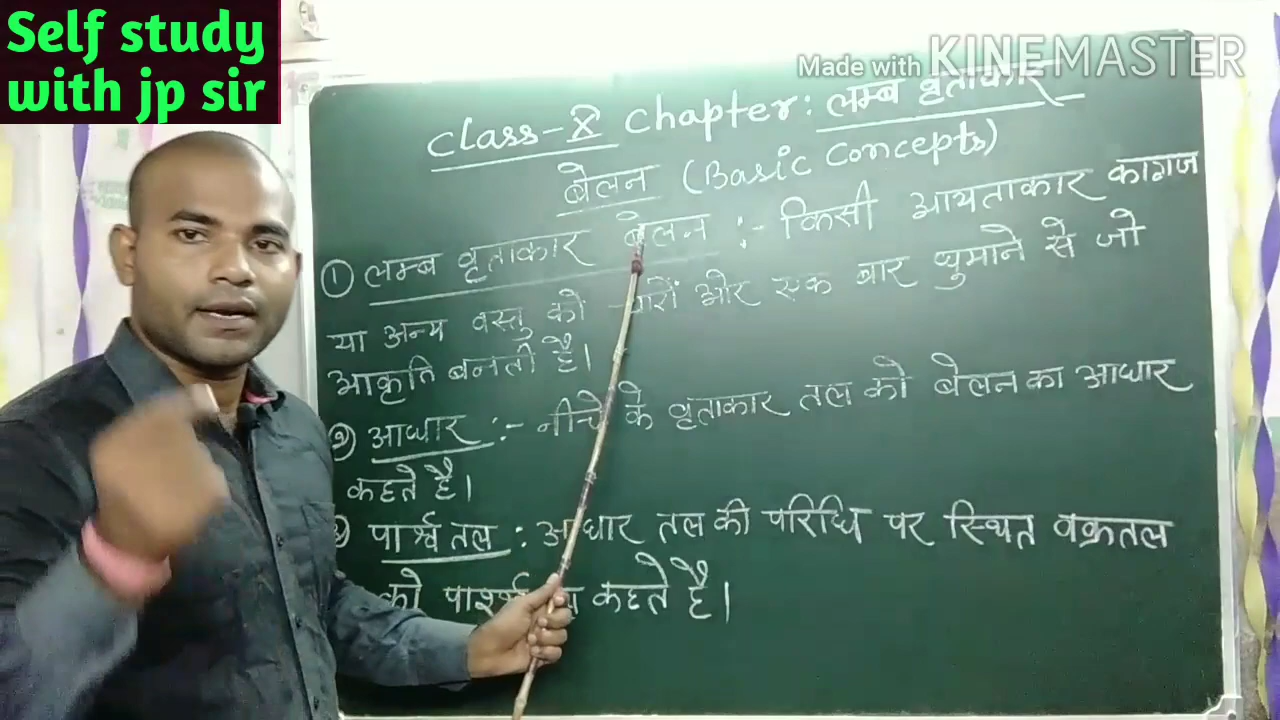 Self study
with jp sir
Made with KINEMASTER
Class-X Chapter: लम्ब वृताकार
बेलन (Basic Concepts)
① लम्ब वृताकार बेलन :- किसी आयताकार कागज
या अन्य वस्तु को चारों ओर एक बार घुमाने से जो
आकृति बनती है।
② आधार :- नीचे के वृताकार तल को बेलन का आधार
कहते है।
पार्श्व तल : आधार तल की परिधि पर स्थित वक्रतल
को कहते है।